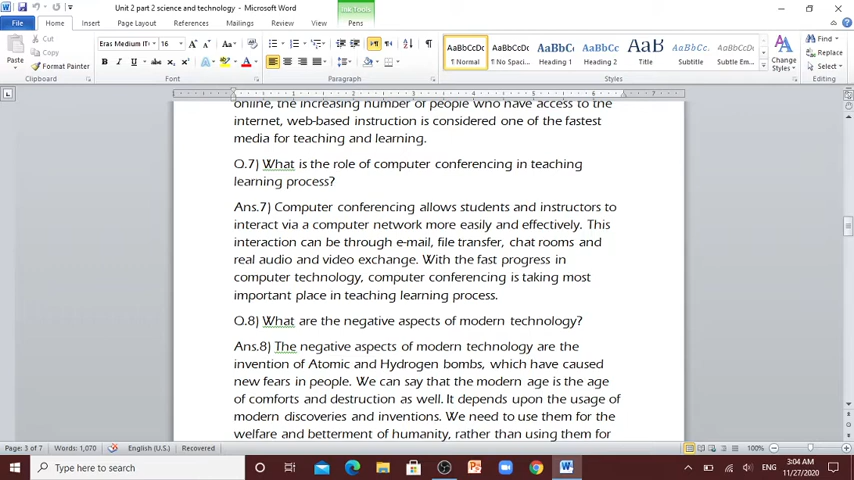 Unit 2 part 2 science and technology - Microsoft Word
Ink Tools
File Home Insert Page Layout References Mailings Review View Pens
Cut
Copy
Format Painter
Paste
Clipboard
Eras Medium IT 16
Font
Paragraph
AaBbCcDc AaBbCcDc AaBbC AaBbCc AaB AaBbCc. AaBbCcDc
¶ Normal ¶ No Spaci... Heading 1 Heading 2 Title Subtitle Subtle Em...
Styles
Change Styles
Find
Replace
Select
Editing
online, the increasing number of people who have access to the
internet, web-based instruction is considered one of the fastest
media for teaching and learning.
Q.7) What is the role of computer conferencing in teaching
learning process?
Ans.7) Computer conferencing allows students and instructors to
interact via a computer network more easily and effectively. This
interaction can be through e-mail, file transfer, chat rooms and
real audio and video exchange. With the fast progress in
computer technology, computer conferencing is taking most
important place in teaching learning process.
Q.8) What are the negative aspects of modern technology?
Ans.8) The negative aspects of modern technology are the
invention of Atomic and Hydrogen bombs, which have caused
new fears in people. We can say that the modern age is the age
of comforts and destruction as well. It depends upon the usage of
modern discoveries and inventions. We need to use them for the
welfare and betterment of humanity, rather than using them for
Page: 3 of 7 Words: 1,070 English (U.S.) Recovered 100%
Type here to search
ENG
3:04 AM
11/27/2020